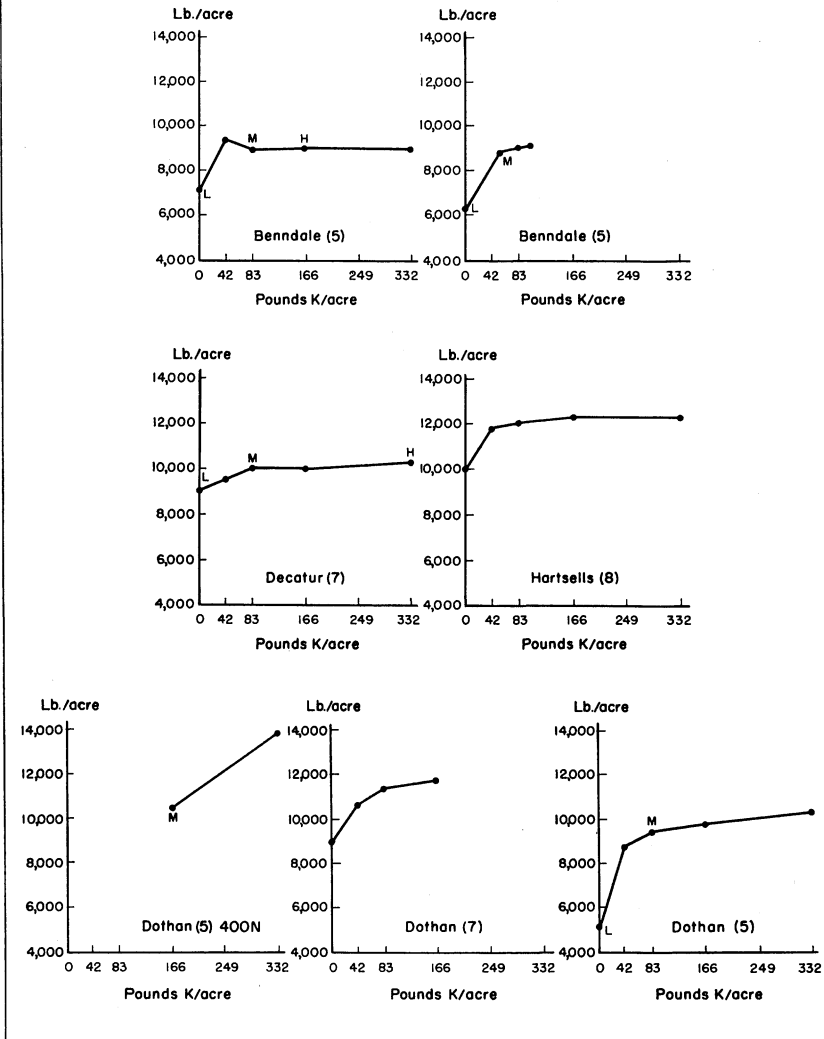 Lb./acre Lb./acre
14,000 14,000
12,000 12,000
10,000 M H 10,000
8,000 L 8,000 M
6,000 6,000 L
Benndale (5) Benndale (5)
4,000 4,000
0 42 83 166 249 332 0 42 83 166 249 332
Pounds K/acre Pounds K/acre
Lb./acre Lb./acre
14,000 14,000
12,000 12,000
10,000 L M H 10,000
8,000 8,000
6,000 6,000
Decatur (7) Hartsells (8)
4,000 4,000
0 42 83 166 249 332 0 42 83 166 249 332
Pounds K/acre Pounds K/acre
Lb./acre Lb./acre Lb./acre
14,000 14,000 14,000
12,000 12,000 12,000
10,000 M 10,000 10,000 M
8,000 8,000 8,000
6,000 6,000 6,000 L
Dothan (5) 400N Dothan (7) Dothan (5)
4,000 4,000 4,000
0 42 83 166 249 332 0 42 83 166 249 332 0 42 83 166 249 332
Pounds K/acre Pounds K/acre Pounds K/acre